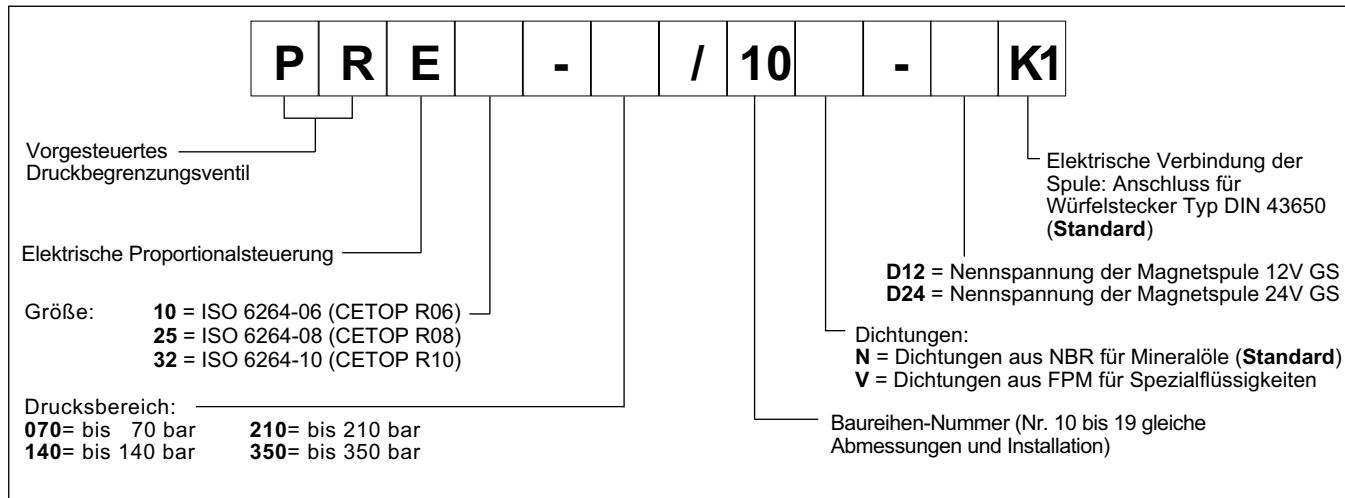 P R E - / 10 - K1
Vorgesteuertes
Druckbegrenzungsventil
Elektrische Proportionalsteuerung
Größe: 10 = ISO 6264-06 (CETOP R06)
25 = ISO 6264-08 (CETOP R08)
32 = ISO 6264-10 (CETOP R10)
Drucksbereich:
070= bis 70 bar 210= bis 210 bar
140= bis 140 bar 350= bis 350 bar
Elektrische Verbindung der
Spule: Anschluss für
Würfelstecker Typ DIN 43650
(Standard)
D12 = Nennspannung der Magnetspule 12V GS
D24 = Nennspannung der Magnetspule 24V GS
Dichtungen:
N = Dichtungen aus NBR für Mineralöle (Standard)
V = Dichtungen aus FPM für Spezialflüssigkeiten
Baureihen-Nummer (Nr. 10 bis 19 gleiche
Abmessungen und Installation)